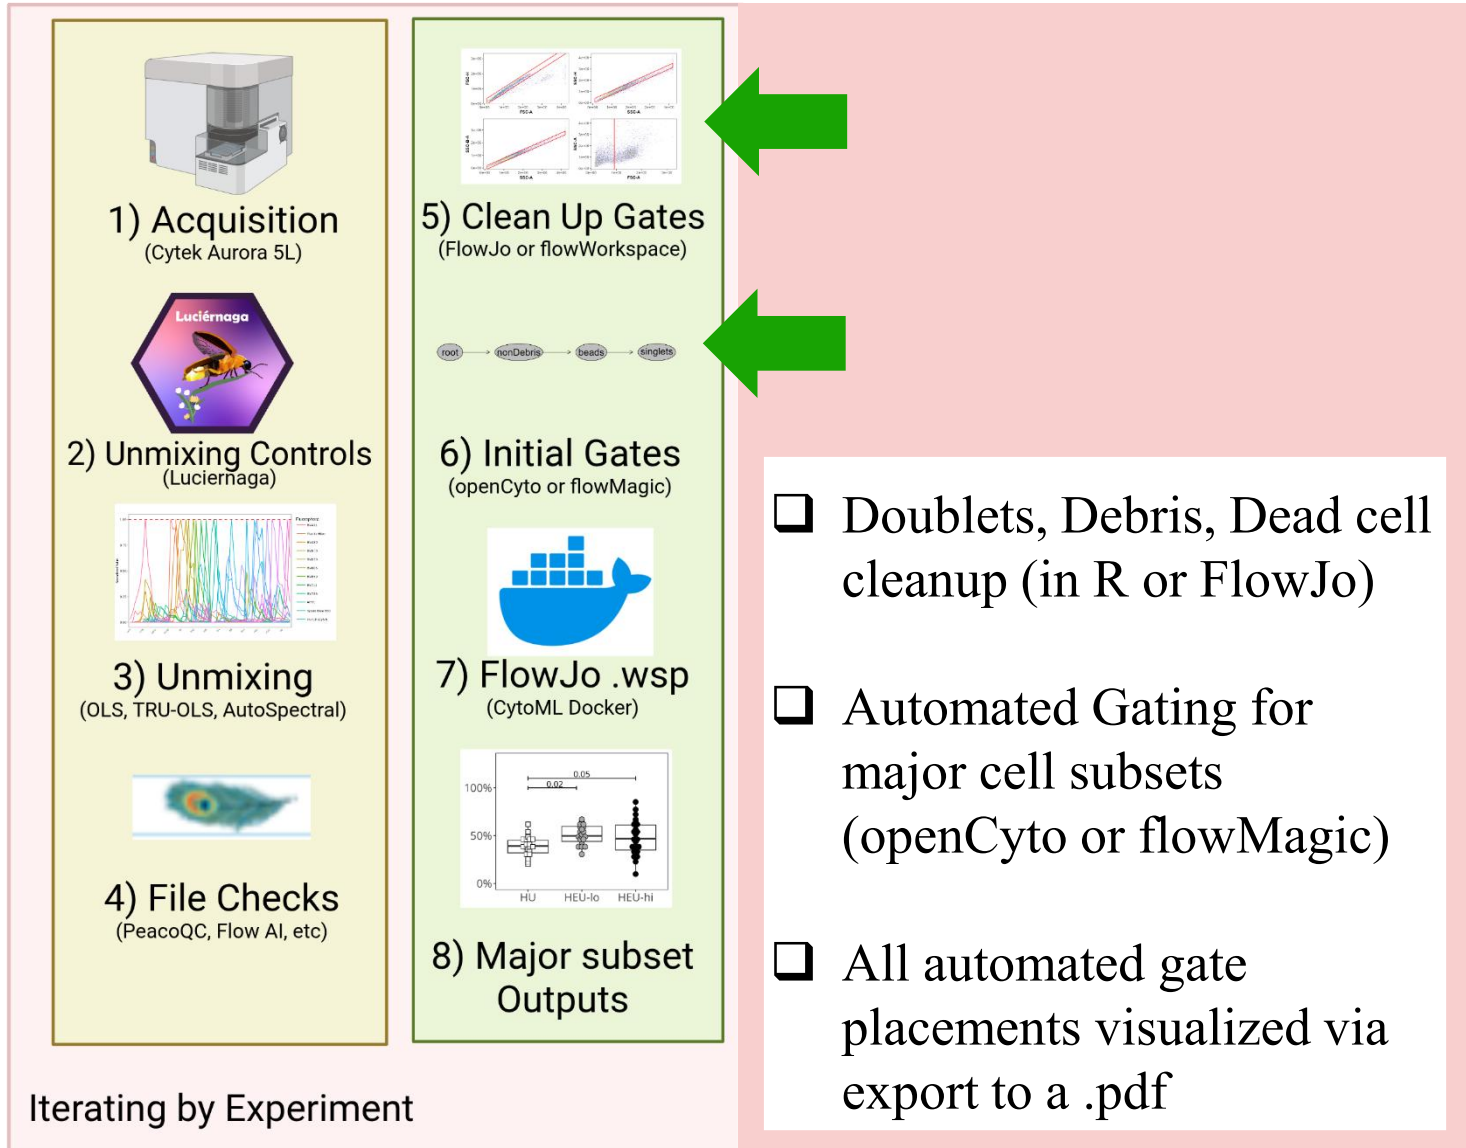 Luciérnaga
1) Acquisition
(Cytek Aurora 5L)
2) Unmixing Controls
(Luciernaga)
3) Unmixing
(OLS, TRU-OLS, AutoSpectral)
4) File Checks
(PeacoQC, Flow AI, etc)
FSC-A
SSC-A
SSC-A
FSC-A
5) Clean Up Gates
(FlowJo or flowWorkspace)
root
nonDebris
beads
singlets
6) Initial Gates
(openCyto or flowMagic)
7) FlowJo .wsp
(CytoML Docker)
0.05
0.02
100%
50%
0%
HU
HEU-lo
HEU-hi
8) Major subset
Outputs
Iterating by Experiment
Doublets, Debris, Dead cell
cleanup (in R or FlowJo)
Automated Gating for
major cell subsets
(openCyto or flowMagic)
All automated gate
placements visualized via
export to a .pdf